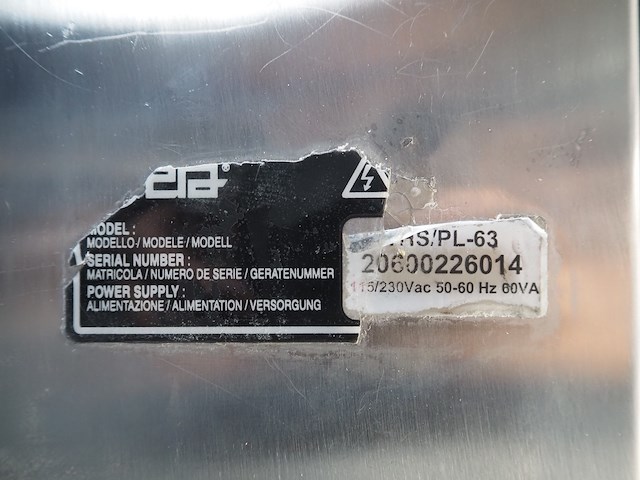 MODEL :
MODELLO / MODELE / MODELL
SERIAL NUMBER :
MATRICOLA / NUMERO DE SERIE / GERATENUMMER
POWER SUPPLY :
ALIMENTAZIONE / ALIMENTATION / VERSORGUNG
HS/PL-63
20600226014
115/230Vac 50-60 Hz 60VA